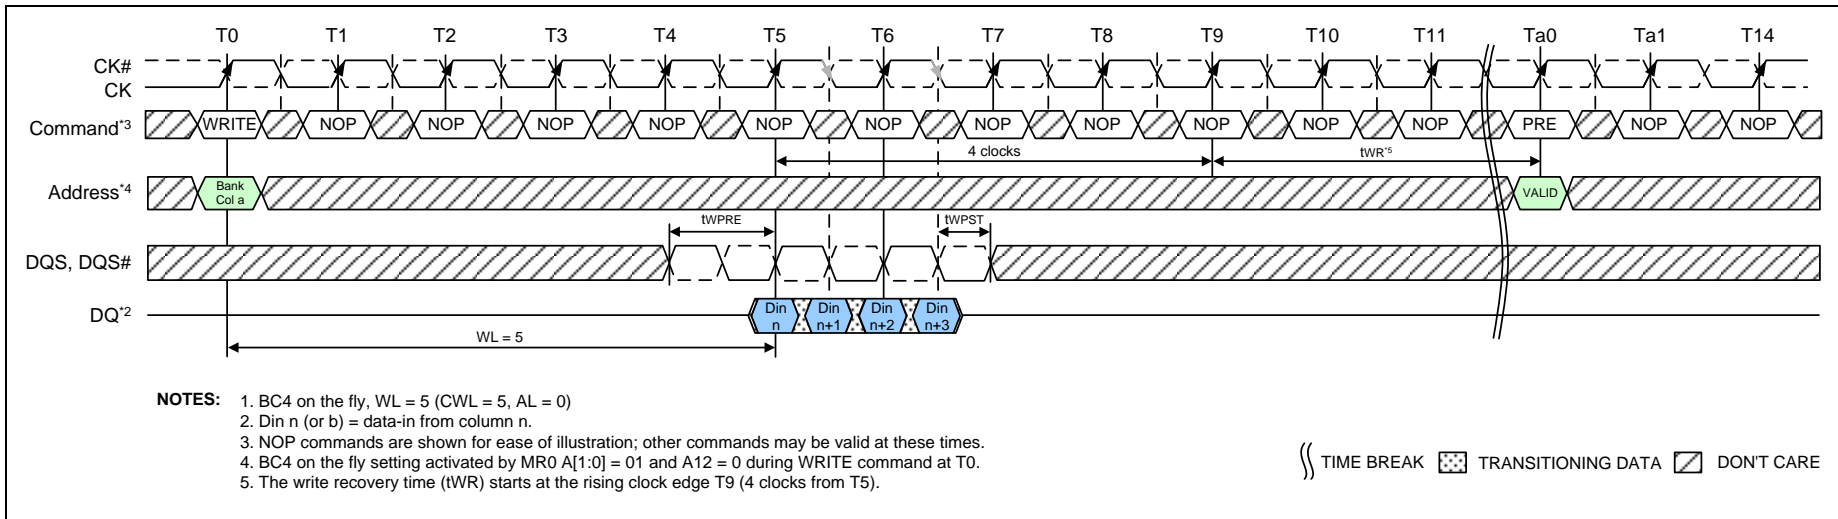 T0 T1 T2 T3 T4 T5 T6 T7 T8 T9 T10 T11 Ta0 Ta1 T14
CK#
CK
Command*3 WRITE NOP NOP NOP NOP NOP NOP NOP NOP NOP NOP NOP PRE NOP NOP
4 clocks tWR*5
Address*4 Bank Col a VALID
tWPRE tWPST
DQS, DQS#
DQ*2 Din n Din n+1 Din n+2 Din n+3
WL = 5
NOTES: 1. BC4 on the fly, WL = 5 (CWL = 5, AL = 0)
2. Din n (or b) = data-in from column n.
3. NOP commands are shown for ease of illustration; other commands may be valid at these times.
4. BC4 on the fly setting activated by MR0 A[1:0] = 01 and A12 = 0 during WRITE command at T0.
5. The write recovery time (tWR) starts at the rising clock edge T9 (4 clocks from T5).
TIME BREAK TRANSITIONING DATA DON'T CARE